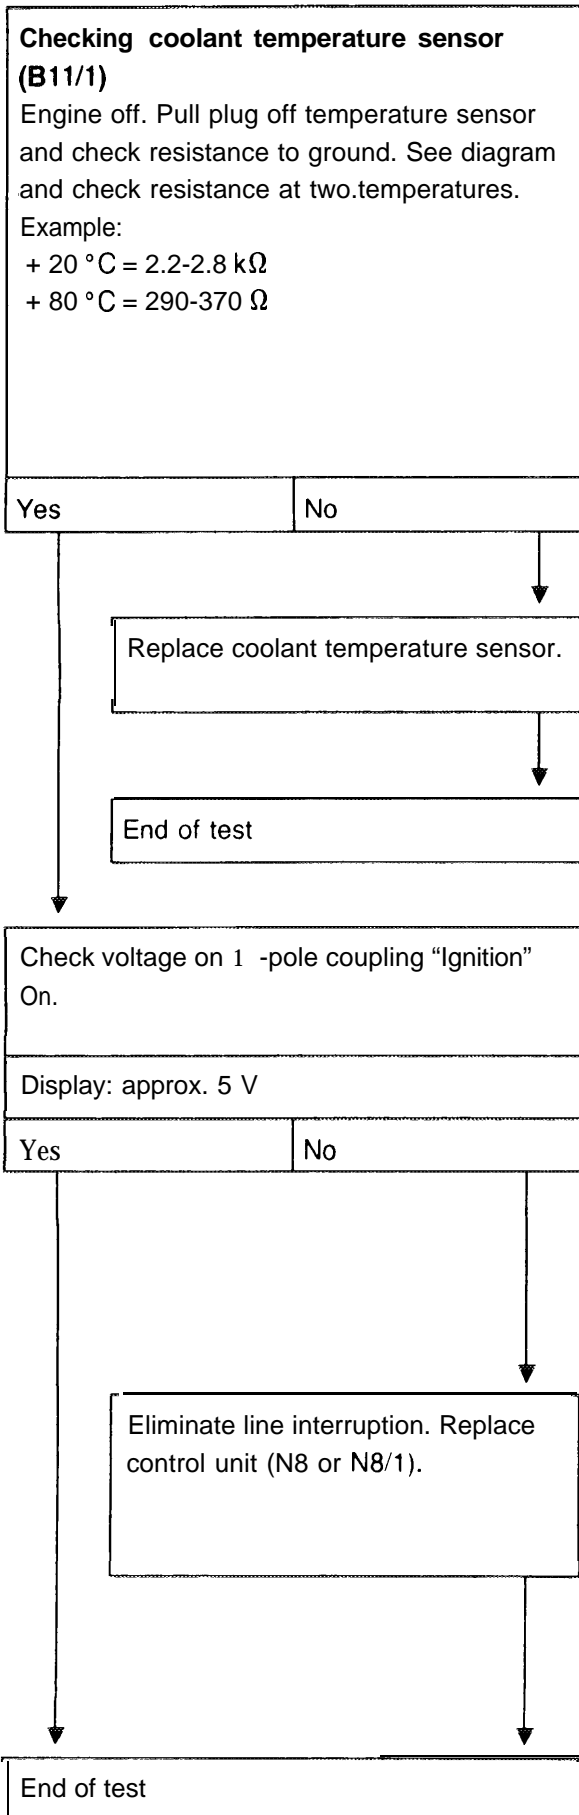 Checking coolant temperature sensor
(B11/1)
Engine off. Pull plug off temperature sensor
and check resistance to ground. See diagram
and check resistance at two.temperatures.
Example:
+ 20 °C = 2.2-2.8 kΩ
+ 80 °C = 290-370 Ω
Yes No
Replace coolant temperature sensor.
End of test
Check voltage on 1 -pole coupling “Ignition”
On.
Display: approx. 5 V
Yes No
Eliminate line interruption. Replace
control unit (N8 or N8/1).
End of test